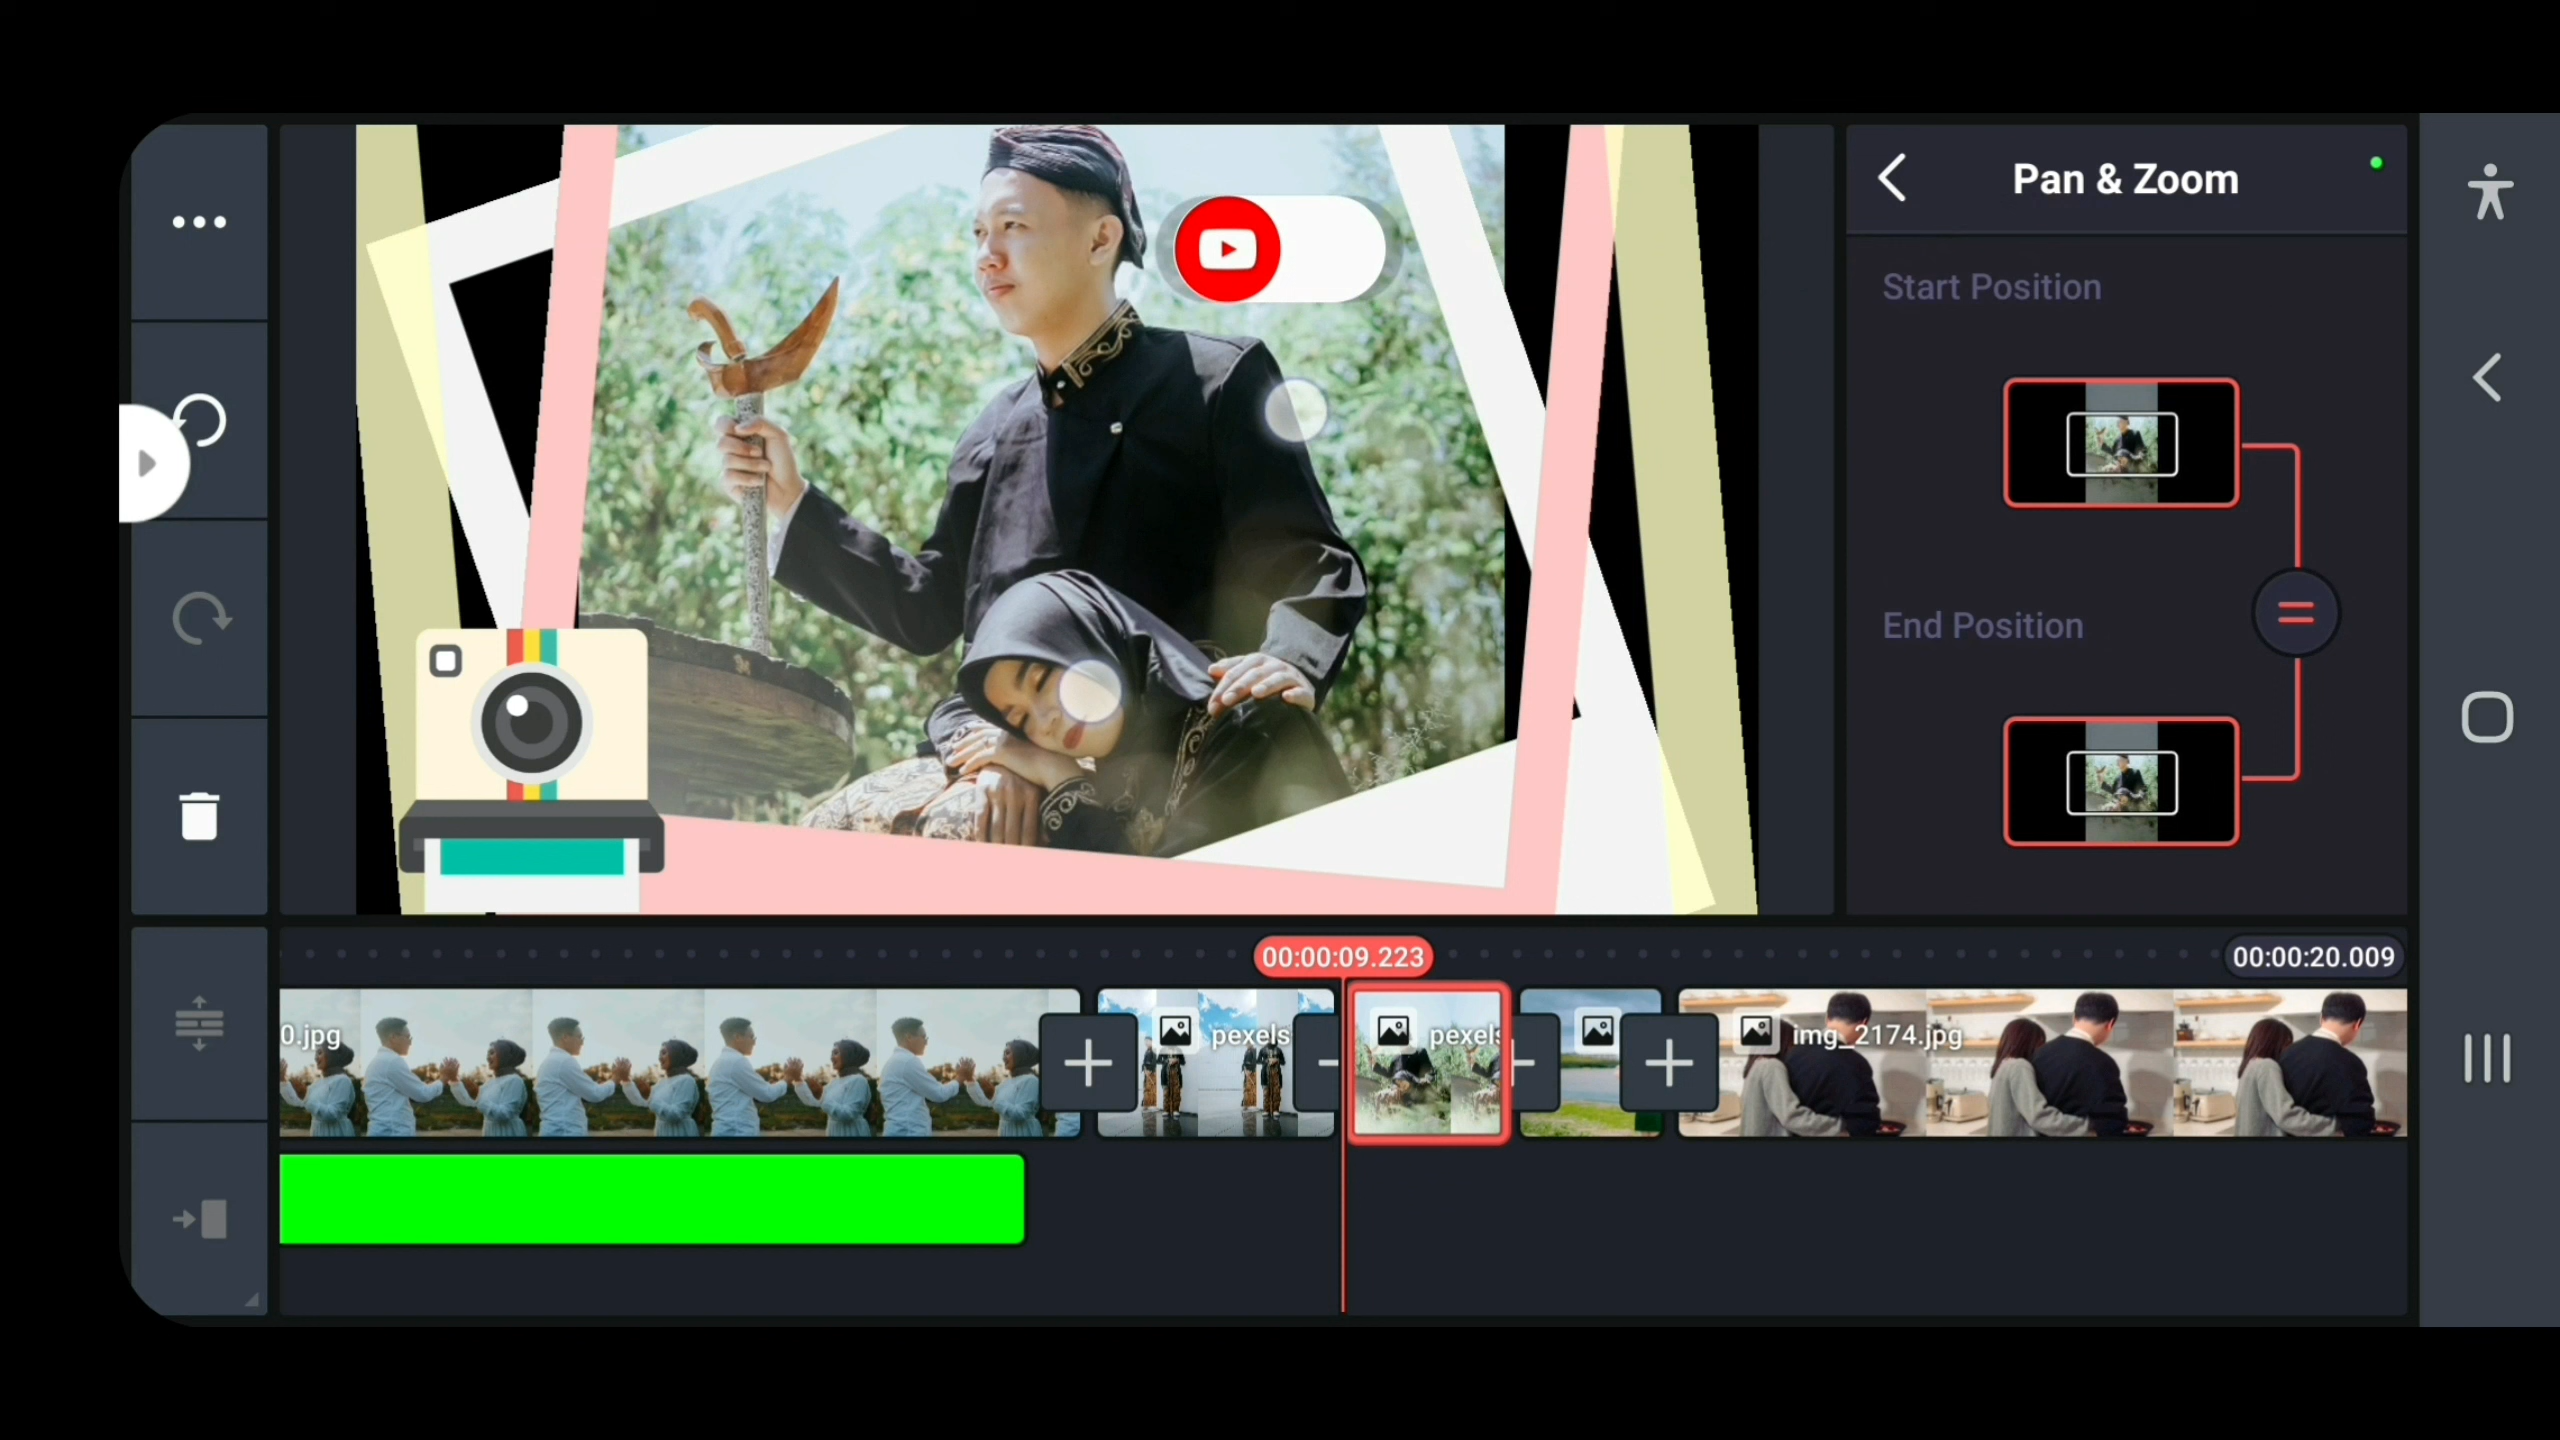 Pan & Zoom
Start Position
End Position
00:00:09.223
00:00:20.009
0.jpg
pexels
pexels
img_2174.jpg